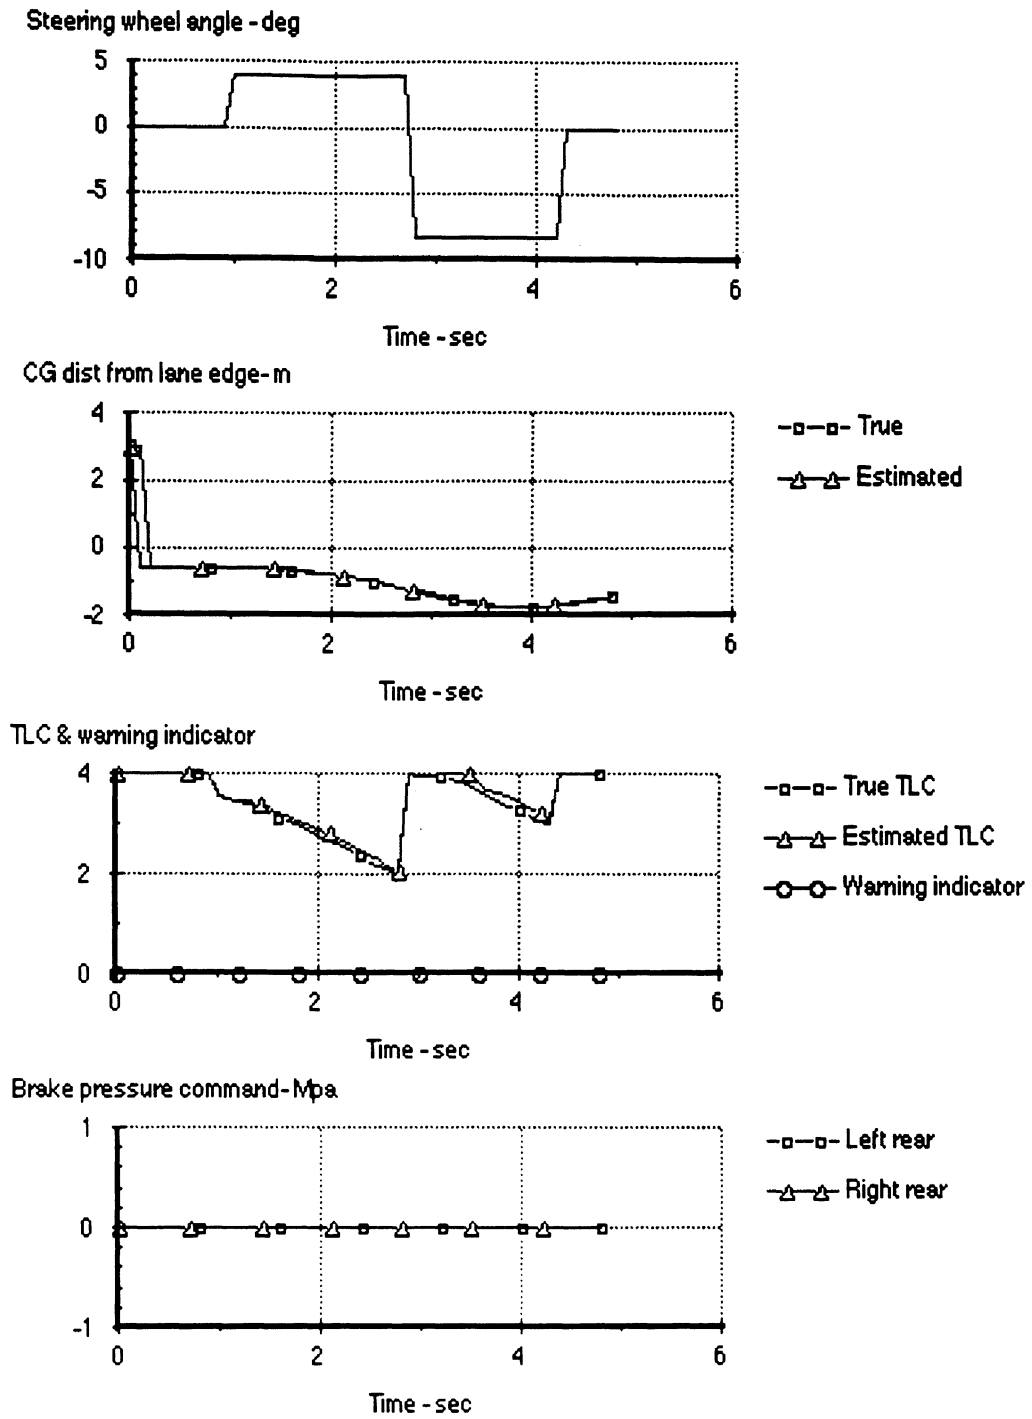 Steering wheel angle - deg
5
0
-5
-10
0 2 4 6
Time - sec
CG dist from lane edge- m
4
2
0
-2
0 2 4 6
Time - sec
True
Estimated
TLC & warning indicator
4
2
0
0 2 4 6
Time - sec
True TLC
Estimated TLC
Warning indicator
Brake pressure command- Mpa
1
0
-1
0 2 4 6
Time - sec
Left rear
Right rear